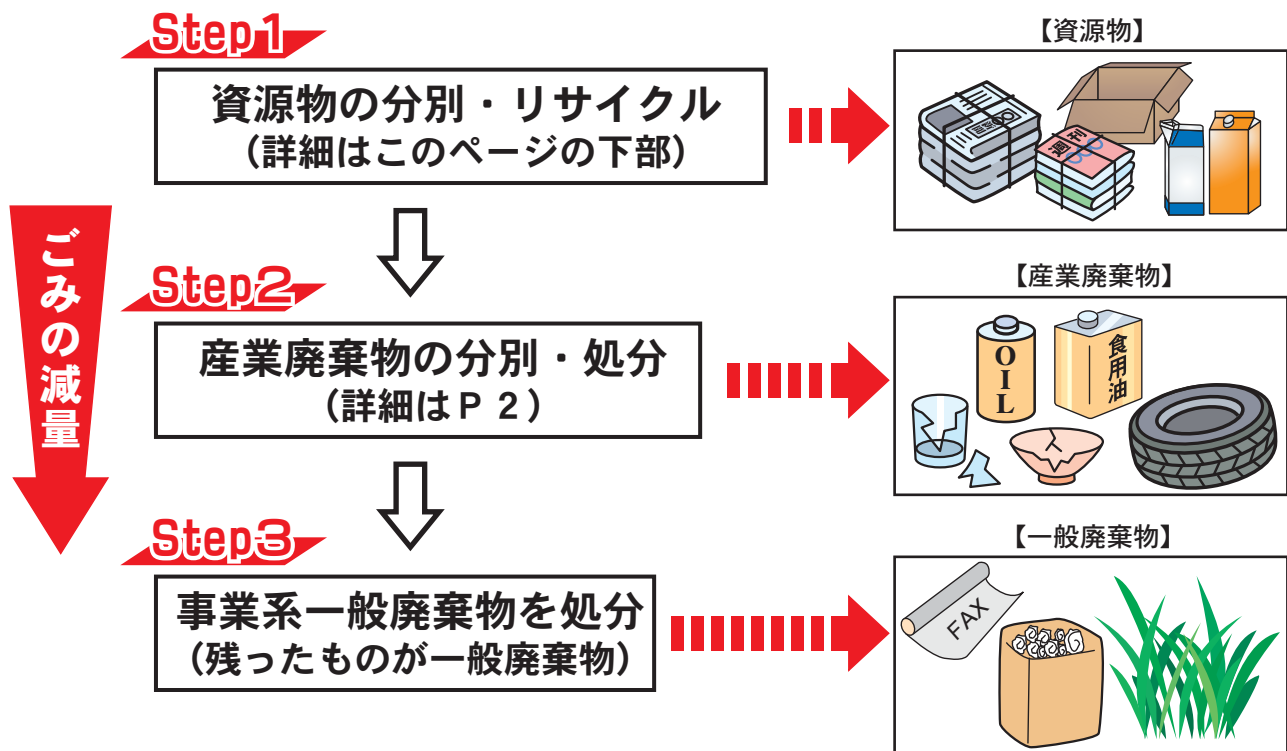 Step1
資源物の分別・リサイクル
(詳細はこのページの下部)
【資源物】
週刊
ごみの減量
Step2
産業廃棄物の分別・処分
(詳細はP2)
【産業廃棄物】
OIL
食用油
Step3
事業系一般廃棄物を処分
(残ったものが一般廃棄物)
【一般廃棄物】
FAX